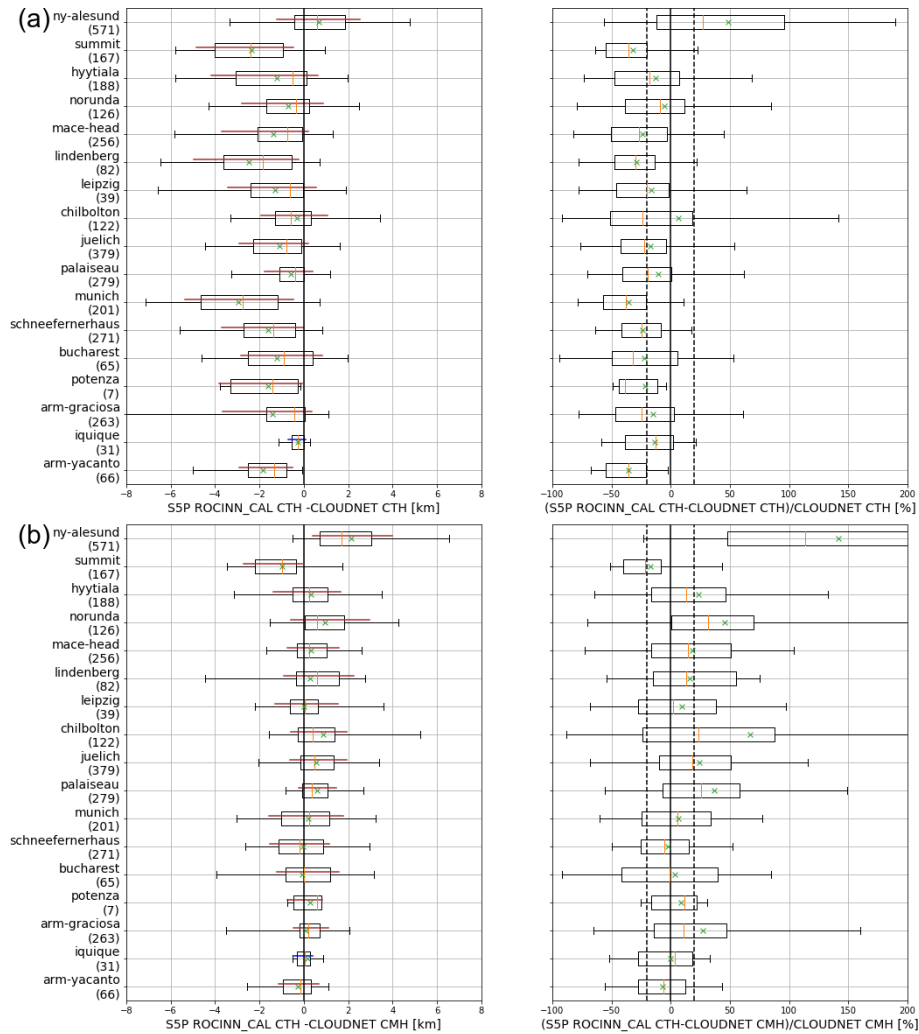 (a)
ny-alesund
(571)
summit
(167)
hyytiala
(188)
norunda
(126)
mace-head
(256)
lindenberg
(82)
leipzig
(39)
chilbolton
(122)
juelich
(379)
palaiseau
(279)
munich
(201)
schneefernerhaus
(271)
bucharest
(65)
potenza
(7)
arm-graciosa
(263)
iquique
(31)
arm-yacanto
(66)
−8 −6 −4 −2 0 2 4 6 8
S5P ROCINN_CAL CTH -CLOUDNET CTH [km]
−100 −50 0 50 100 150 200
(S5P ROCINN_CAL CTH-CLOUDNET CTH)/CLOUDNET CTH [%]
(b)
ny-alesund
(571)
summit
(167)
hyytiala
(188)
norunda
(126)
mace-head
(256)
lindenberg
(82)
leipzig
(39)
chilbolton
(122)
juelich
(379)
palaiseau
(279)
munich
(201)
schneefernerhaus
(271)
bucharest
(65)
potenza
(7)
arm-graciosa
(263)
iquique
(31)
arm-yacanto
(66)
−8 −6 −4 −2 0 2 4 6 8
S5P ROCINN_CAL CTH -CLOUDNET CMH [km]
−100 −50 0 50 100 150 200
(S5P ROCINN_CAL CTH-CLOUDNET CMH)/CLOUDNET CMH [%]